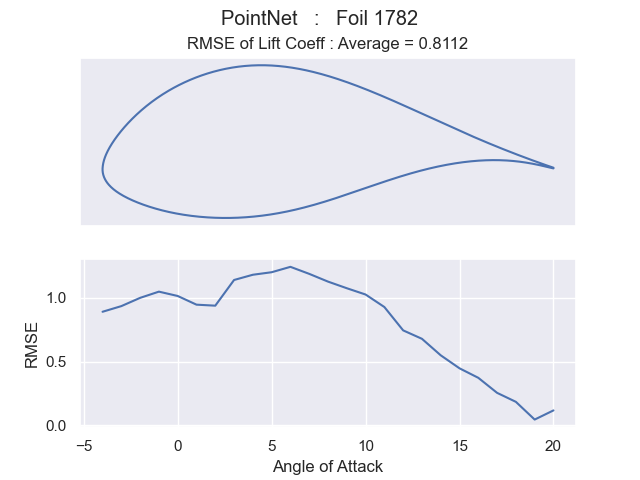 PointNet : Foil 1782
RMSE of Lift Coeff : Average = 0.8112
1.0
0.5
0.0
RMSE
−5 0 5 10 15 20
Angle of Attack